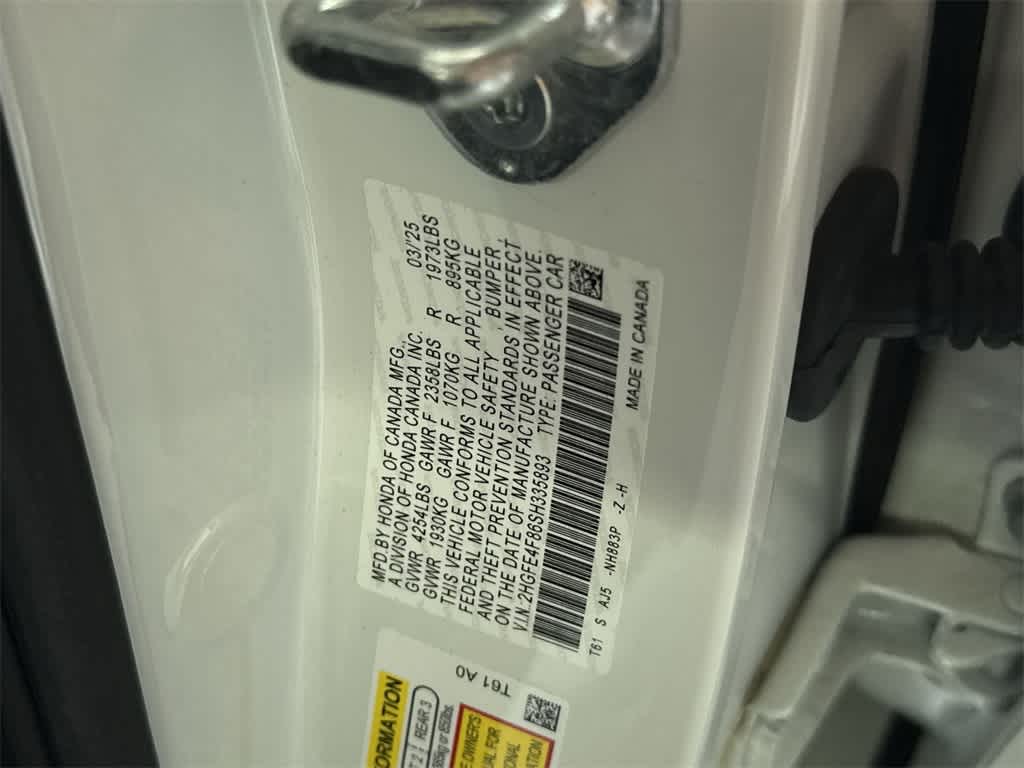 MFD BY HONDA OF CANADA MFG., 03/'25
A DIVISION OF HONDA CANADA INC.
GVWR 4254LBS GAWR F 2358LBS R 1973LBS
GVWR 1930KG GAWR F 1070KG R 895KG
THIS VEHICLE CONFORMS TO ALL APPLICABLE
FEDERAL MOTOR VEHICLE SAFETY, BUMPER,
AND THEFT PREVENTION STANDARDS IN EFFECT
ON THE DATE OF MANUFACTURE SHOWN ABOVE.
V.I.N. 2HGFE4F86SH335893 TYPE: PASSENGER CAR
T61 S AJ5 -NH883P -Z -H
MADE IN CANADA
ORMATION
REAR 3
T61 A0